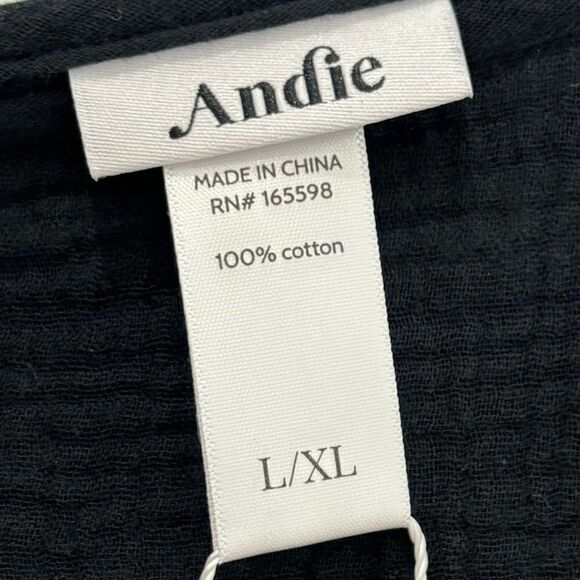 Andie
MADE IN CHINA
RN# 165598
100% cotton
L/XL